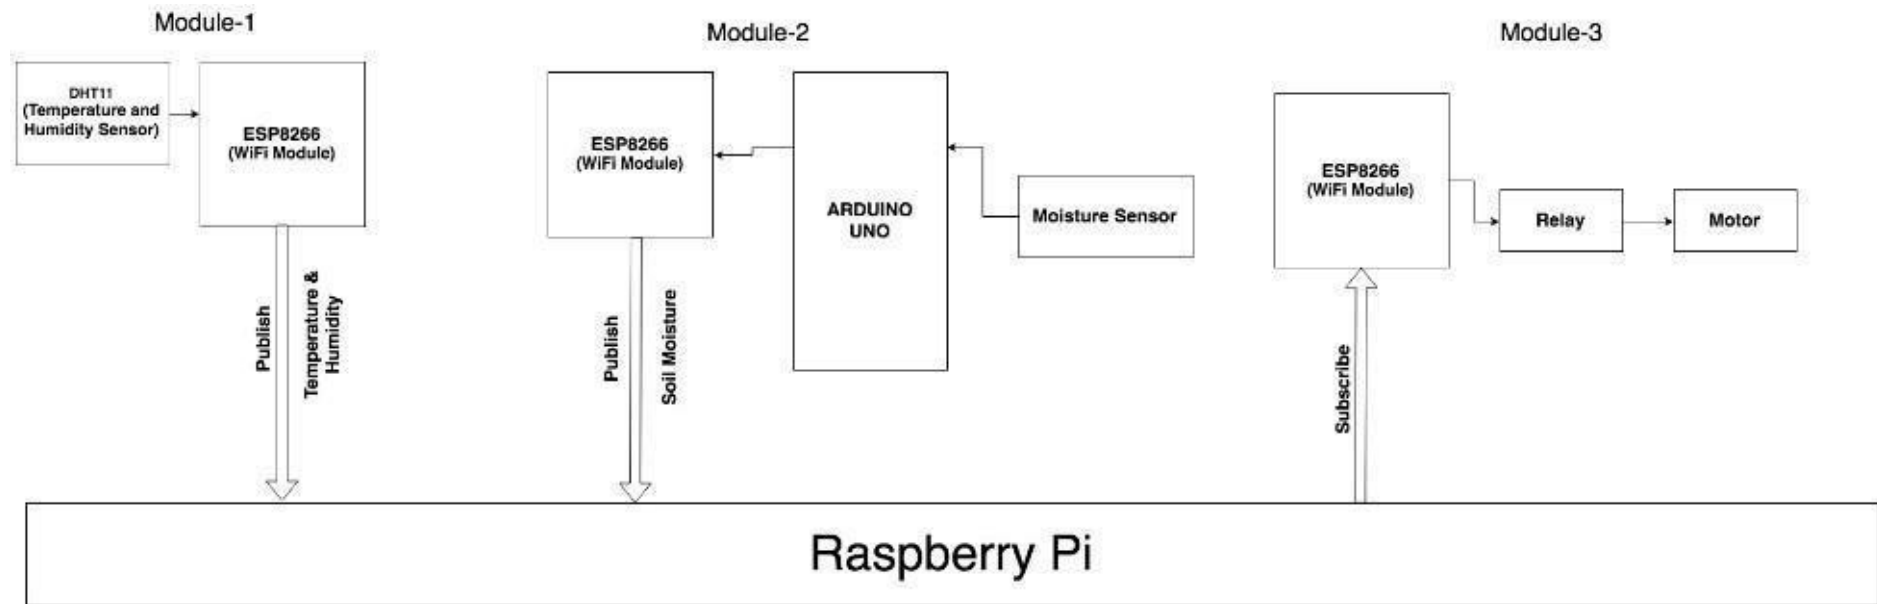 Module-1
DHT11
(Temperature and
Humidity Sensor)
ESP8266
(WiFi Module)
Publish
Temperature &
Humidity
Module-2
ESP8266
(WiFi Module)
ARDUINO
UNO
Moisture Sensor
Publish
Soil Moisture
Module-3
ESP8266
(WiFi Module)
Relay
Motor
Subscribe
Raspberry Pi